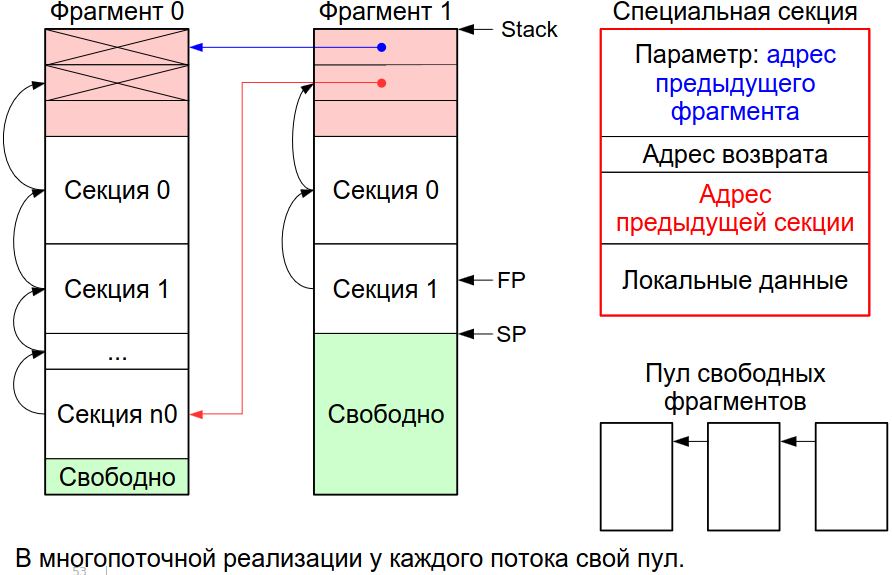 Фрагмент 0
Фрагмент 1
Специальная секция
Stack
Параметр: адрес
предыдущего
фрагмента
Адрес возврата
Адрес
предыдущей секции
Локальные данные
Секция 0
Секция 0
Секция 1
Секция 1
FP
...
SP
Секция n0
Свободно
Свободно
Пул свободных
фрагментов
В многопоточной реализации у каждого потока свой пул.
53